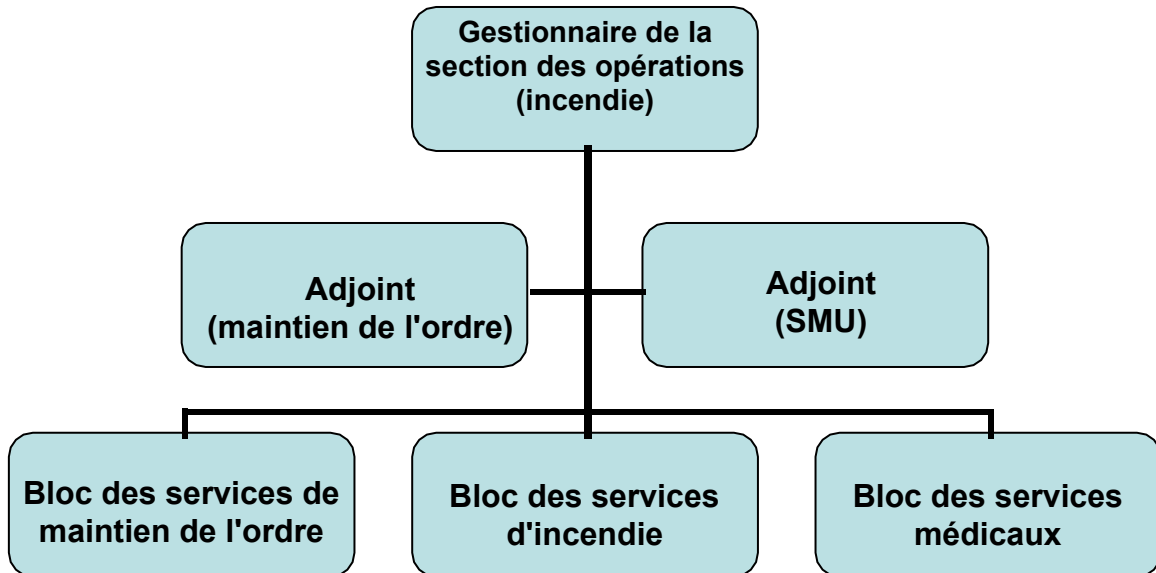 Gestionnaire de la
section des opérations
(incendie)
Adjoint
(maintien de l'ordre)
Adjoint
(SMU)
Bloc des services de
maintien de l'ordre
Bloc des services
d'incendie
Bloc des services
médicaux